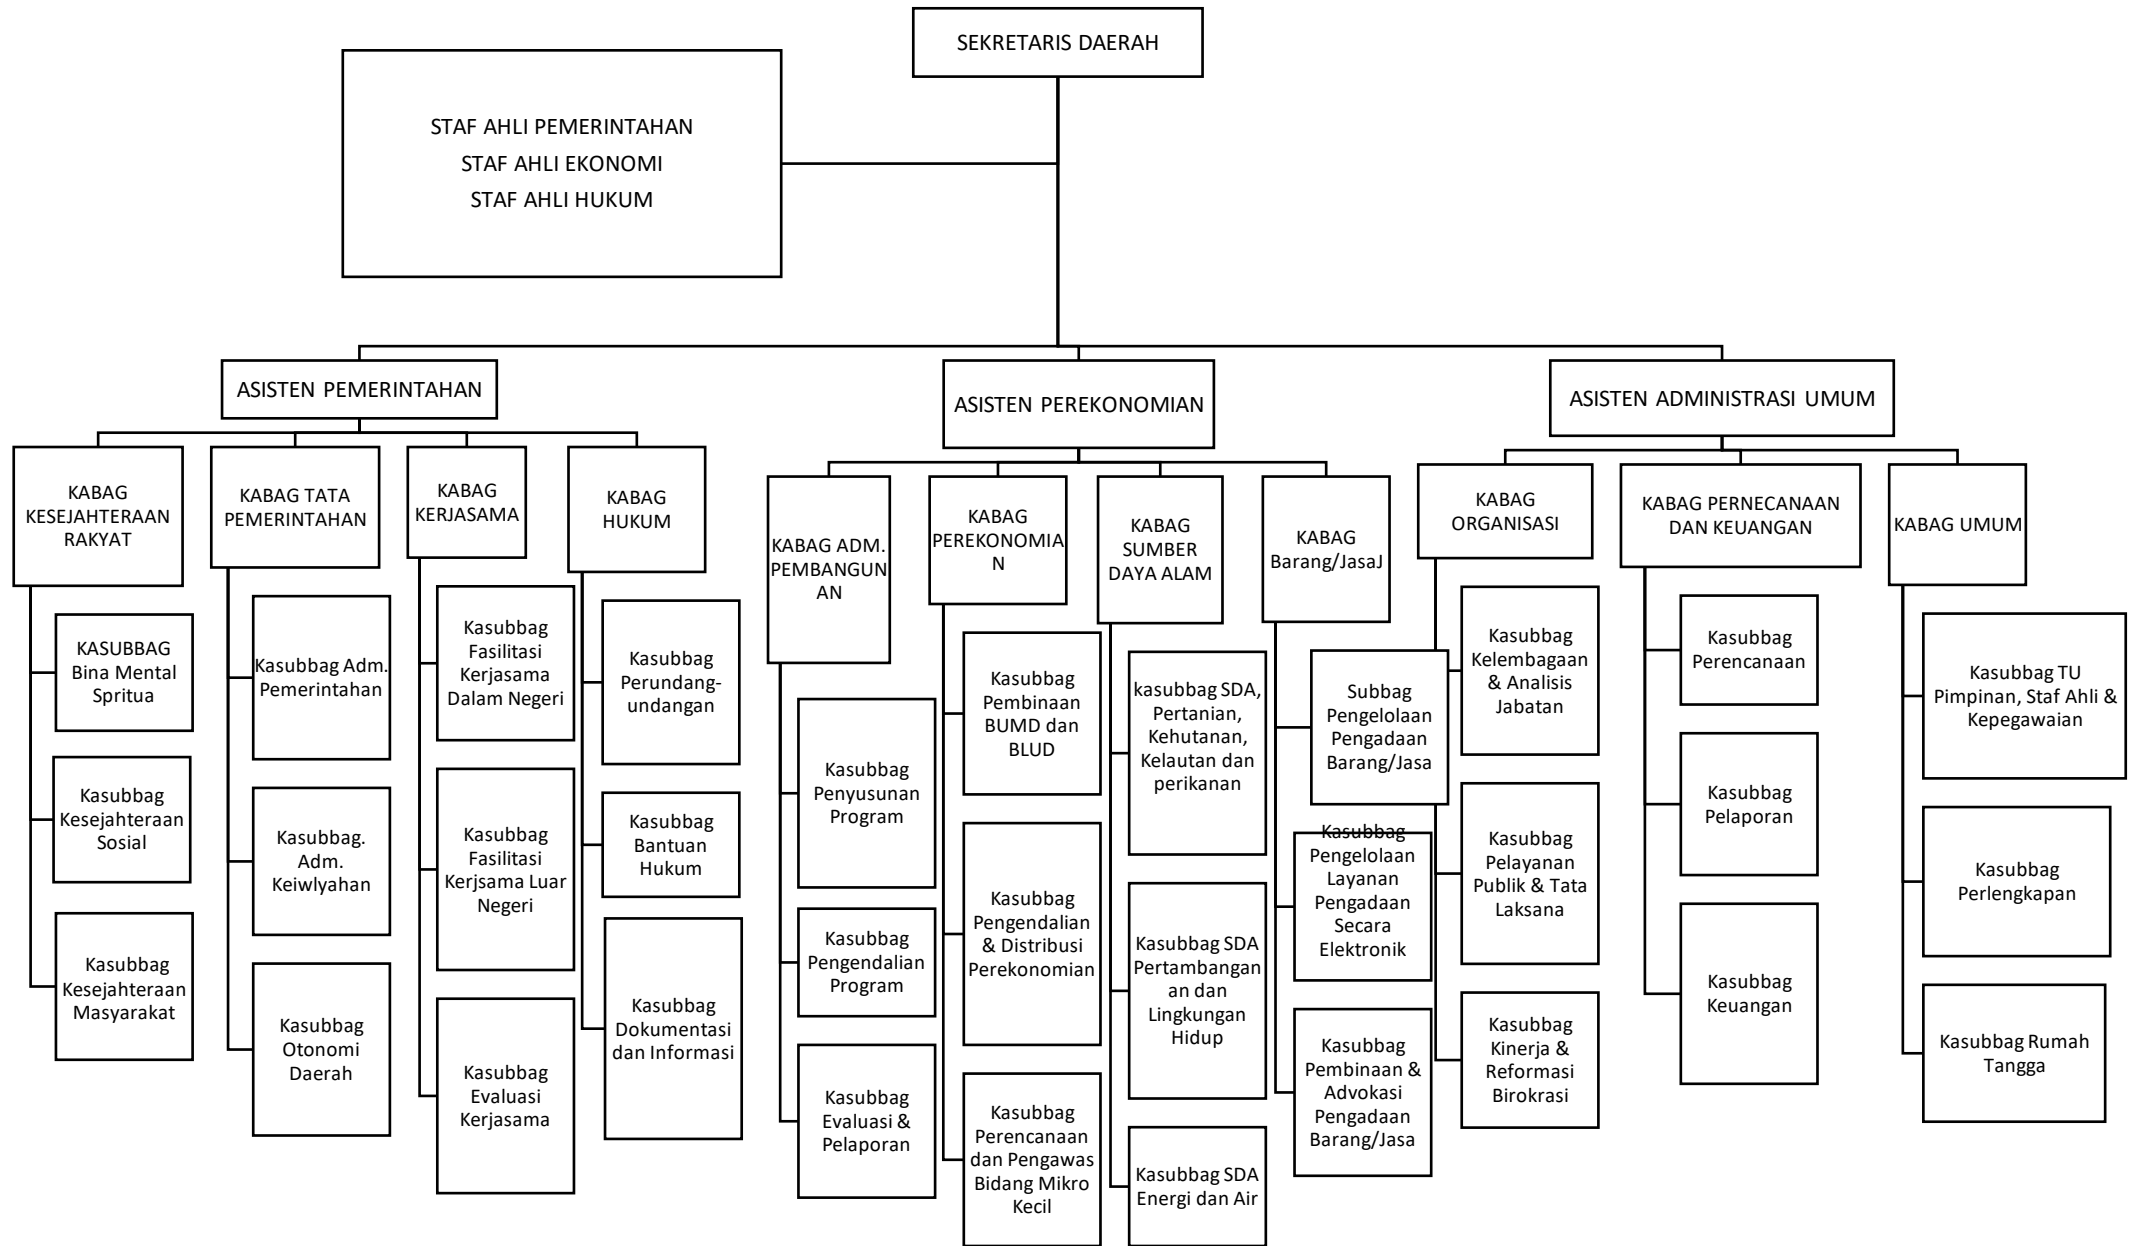 SEKRETARIS DAERAH
STAF AHLI PEMERINTAHAN
STAF AHLI EKONOMI
STAF AHLI HUKUM
ASISTEN PEMERINTAHAN
ASISTEN PEREKONOMIAN
ASISTEN ADMINISTRASI UMUM
KABAG
KESEJAHTERAAN
RAKYAT
KASUBBAG
Bina Mental
Spritua
Kasubbag
Kesejahteraan
Sosial
Kasubbag
Kesejahteraan
Masyarakat
KABAG TATA
PEMERINTAHAN
Kasubbag Adm.
Pemerintahan
Kasubbag.
Adm.
Keiwlyahan
Kasubbag
Otonomi
Daerah
KABAG
KERJASAMA
Kasubbag
Fasilitasi
Kerjasama
Dalam Negeri
Kasubbag
Fasilitasi
Kerjsama Luar
Negeri
Kasubbag
Evaluasi
Kerjasama
KABAG
HUKUM
Kasubbag
Perundang-
undangan
Kasubbag
Bantuan
Hukum
Kasubbag
Dokumentasi
dan Informasi
KABAG ADM.
PEMBANGUN
AN
Kasubbag
Penyusunan
Program
Kasubbag
Pengendalian
Program
Kasubbag
Evaluasi &
Pelaporan
KABAG
PEREKONOMIA
N
Kasubbag
Pembinaan
BUMD dan
BLUD
Kasubbag
Pengendalian
& Distribusi
Perekonomian
Kasubbag
Perencanaan
dan Pengawas
Bidang Mikro
Kecil
KABAG
SUMBER
DAYA ALAM
kasubbag SDA,
Pertanian,
Kehutanan,
Kelautan dan
perikanan
Kasubbag SDA
Pertambangan
an dan
Lingkungan
Hidup
Kasubbag SDA
Energi dan Air
KABAG
Barang/JasaJ
Subbag
Pengelolaan
Pengadaan
Barang/Jasa
Kasubbag
Pengelolaan
Layanan
Pengadaan
Secara
Elektronik
Kasubbag
Pembinaan &
Advokasi
Pengadaan
Barang/Jasa
KABAG
ORGANISASI
Kasubbag
Kelembagaan
& Analisis
Jabatan
Kasubbag
Pelayanan
Publik & Tata
Laksana
Kasubbag
Kinerja &
Reformasi
Birokrasi
KABAG PERNECANAAN
DAN KEUANGAN
Kasubbag
Perencanaan
Kasubbag
Pelaporan
Kasubbag
Keuangan
KABAG UMUM
Kasubbag TU
Pimpinan, Staf Ahli &
Kepegawaian
Kasubbag
Perlengkapan
Kasubbag Rumah
Tangga